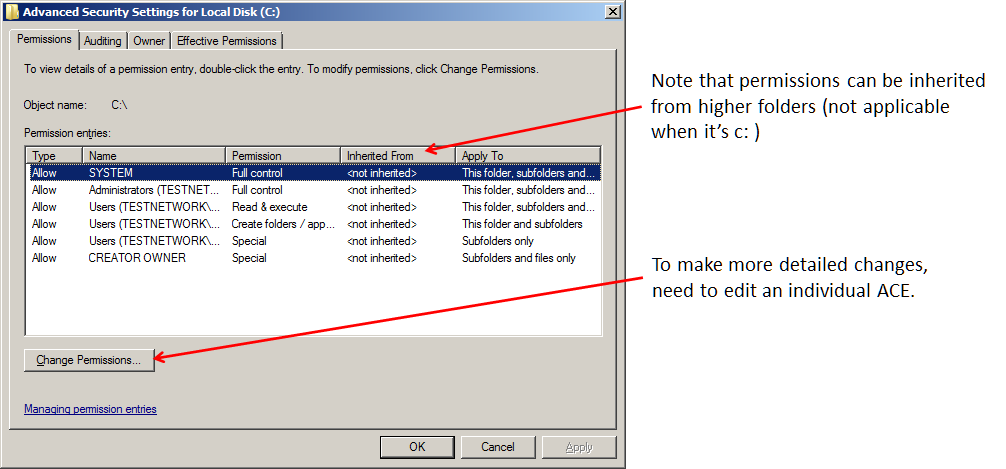 Advanced Security Settings for Local Disk (C:)
Permissions Auditing Owner Effective Permissions
To view details of a permission entry, double-click the entry. To modify permissions, click Change Permissions.
Object name: C:\
Permission entries:
Type Name Permission Inherited From Apply To
Allow SYSTEM Full control <not inherited> This folder, subfolders and...
Allow Administrators (TESTNET... Full control <not inherited> This folder, subfolders and...
Allow Users (TESTNETWORK\... Read & execute <not inherited> This folder, subfolders and...
Allow Users (TESTNETWORK\... Create folders / app... <not inherited> This folder and subfolders
Allow Users (TESTNETWORK\... Special <not inherited> Subfolders only
Allow CREATOR OWNER Special <not inherited> Subfolders and files only
Change Permissions...
Managing permission entries
OK Cancel Apply
Note that permissions can be inherited
from higher folders (not applicable
when it’s c: )
To make more detailed changes,
need to edit an individual ACE.